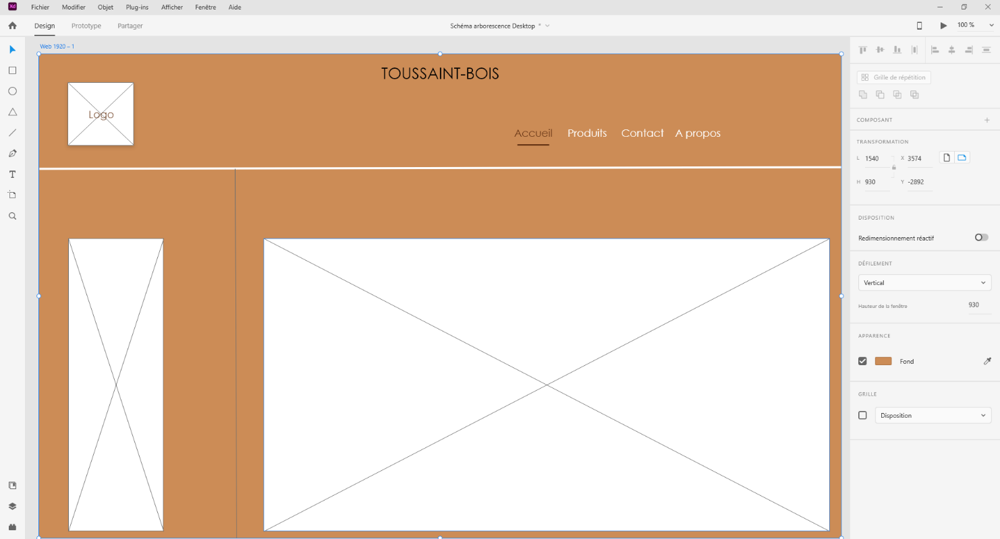 Xd
Fichier Modifier Objet Plug-ins Afficher Fenêtre Aide
Design Prototype Partager
Schéma arborescence Desktop *
100 %
Web 1920 – 1
TOUSSAINT-BOIS
Logo
Accueil Produits Contact A propos
Grille de répétition
COMPOSANT
TRANSFORMATION
L 1540 X 3574
H 930 Y -2892
DISPOSITION
Redimensionnement réactif
DÉFILEMENT
Vertical
Hauteur de la fenêtre 930
APPARENCE
Fond
GRILLE
Disposition